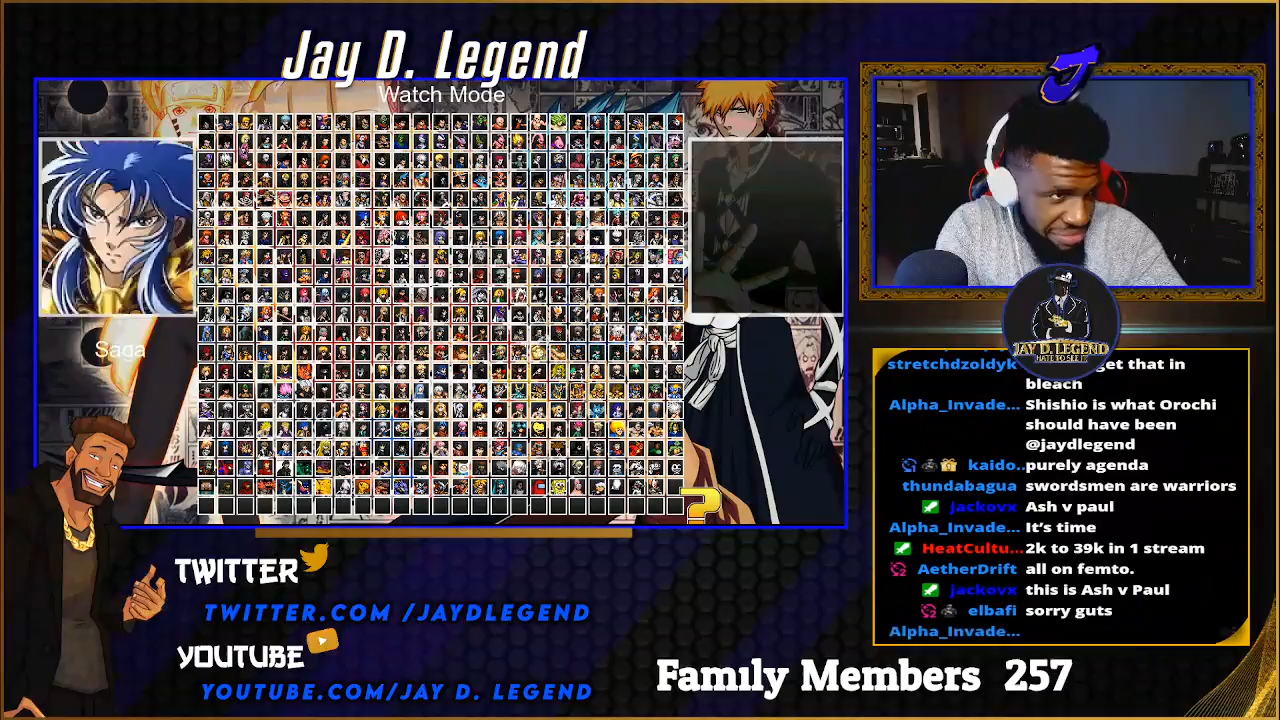 Jay D. Legend
Watch Mode
J
Saga
?
JAY D. LEGEND
stretchdzoldyk get that in
bleach
Alpha_Invade... Shishio is what Orochi
should have been
@jaydlegend
kaido.. purely agenda
thundabagua swordsmen are warriors
jackovx Ash v paul
Alpha_Invade... It's time
HeatCultu... 2k to 39k in 1 stream
AetherDrift all on femto.
jackovx this is Ash v Paul
elbafi sorry guts
Alpha_Invade...
TWITTER
TWITTER.COM /JAYDLEGEND
YOUTUBE
YOUTUBE.COM/JAY D. LEGEND
Family Members 257